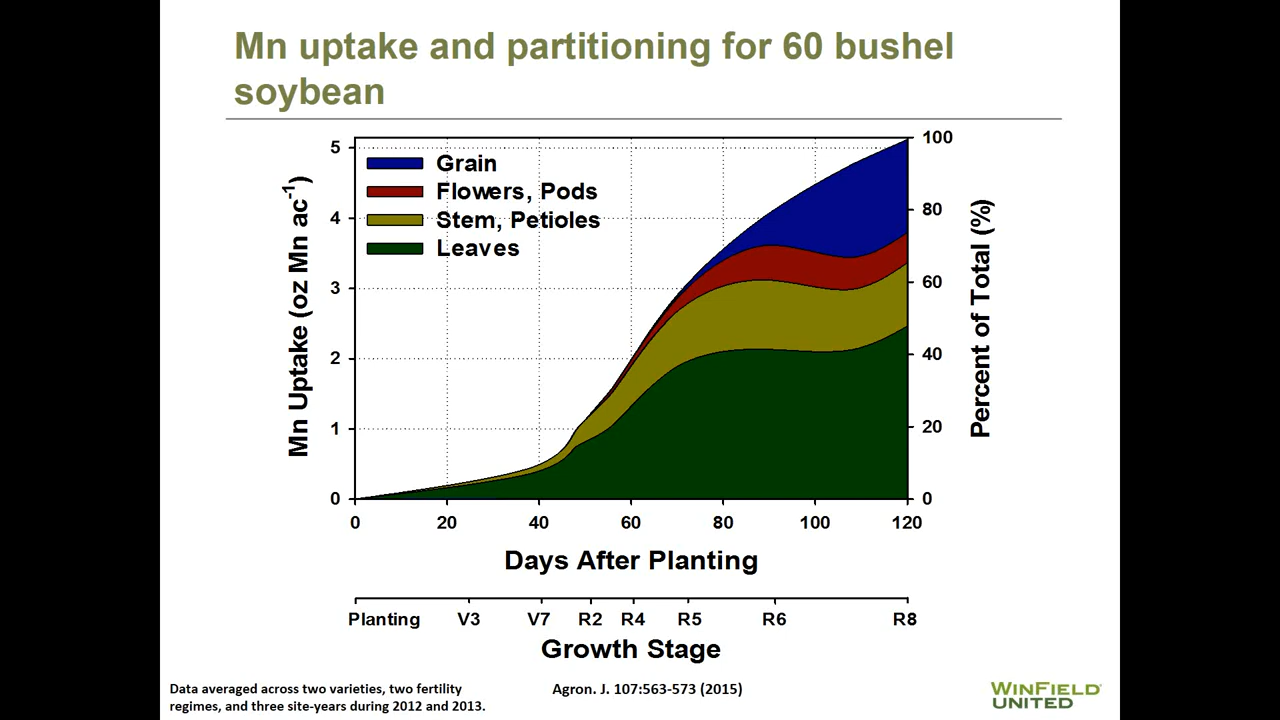 Mn uptake and partitioning for 60 bushel
soybean
Grain
Flowers, Pods
Stem, Petioles
Leaves
Mn Uptake (oz Mn ac-1)
5
4
3
2
1
0
Percent of Total (%)
100
80
60
40
20
0
0 20 40 60 80 100 120
Days After Planting
Planting V3 V7 R2 R4 R5 R6 R8
Growth Stage
Data averaged across two varieties, two fertility
regimes, and three site-years during 2012 and 2013.
Agron. J. 107:563-573 (2015)
WINFIELD
UNITED